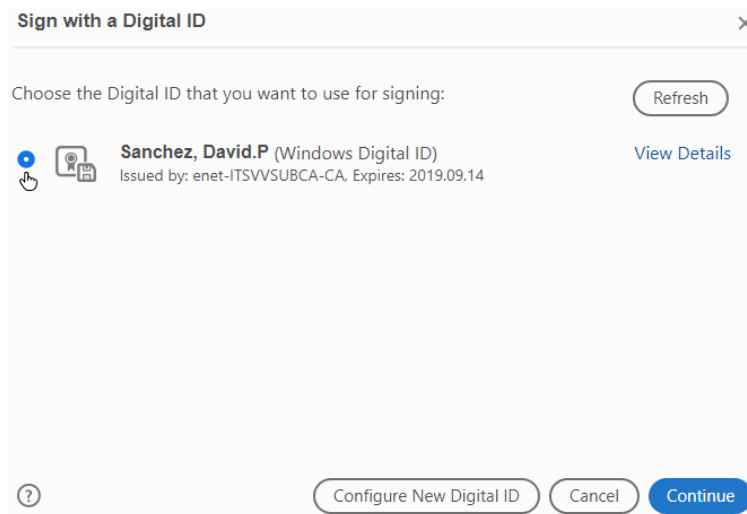 Sign with a Digital ID
Choose the Digital ID that you want to use for signing:
Refresh
Sanchez, David.P (Windows Digital ID)
View Details
Issued by: enet-ITSVVSUBCA-CA, Expires: 2019.09.14
?
Configure New Digital ID
Cancel
Continue